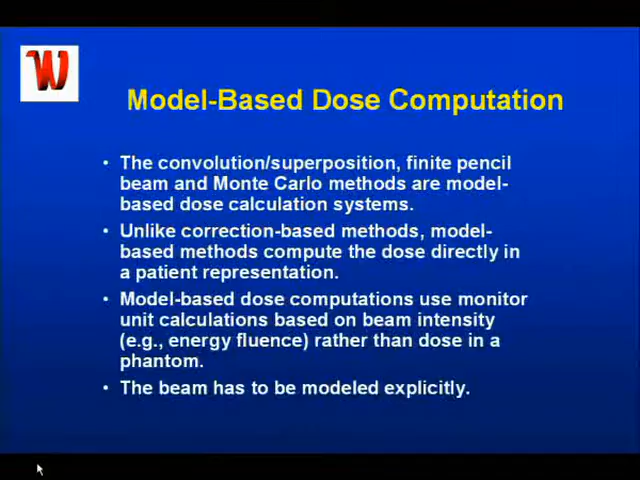 W
Model-Based Dose Computation
• The convolution/superposition, finite pencil
beam and Monte Carlo methods are model-
based dose calculation systems.
• Unlike correction-based methods, model-
based methods compute the dose directly in
a patient representation.
• Model-based dose computations use monitor
unit calculations based on beam intensity
(e.g., energy fluence) rather than dose in a
phantom.
• The beam has to be modeled explicitly.